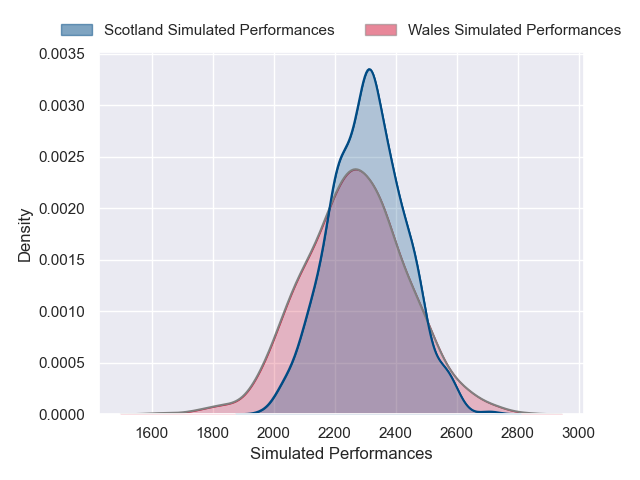 Scotland Simulated Performances Wales Simulated Performances
0.0035
0.0030
0.0025
0.0020
0.0015
0.0010
0.0005
0.0000
Density
1600 1800 2000 2200 2400 2600 2800 3000
Simulated Performances